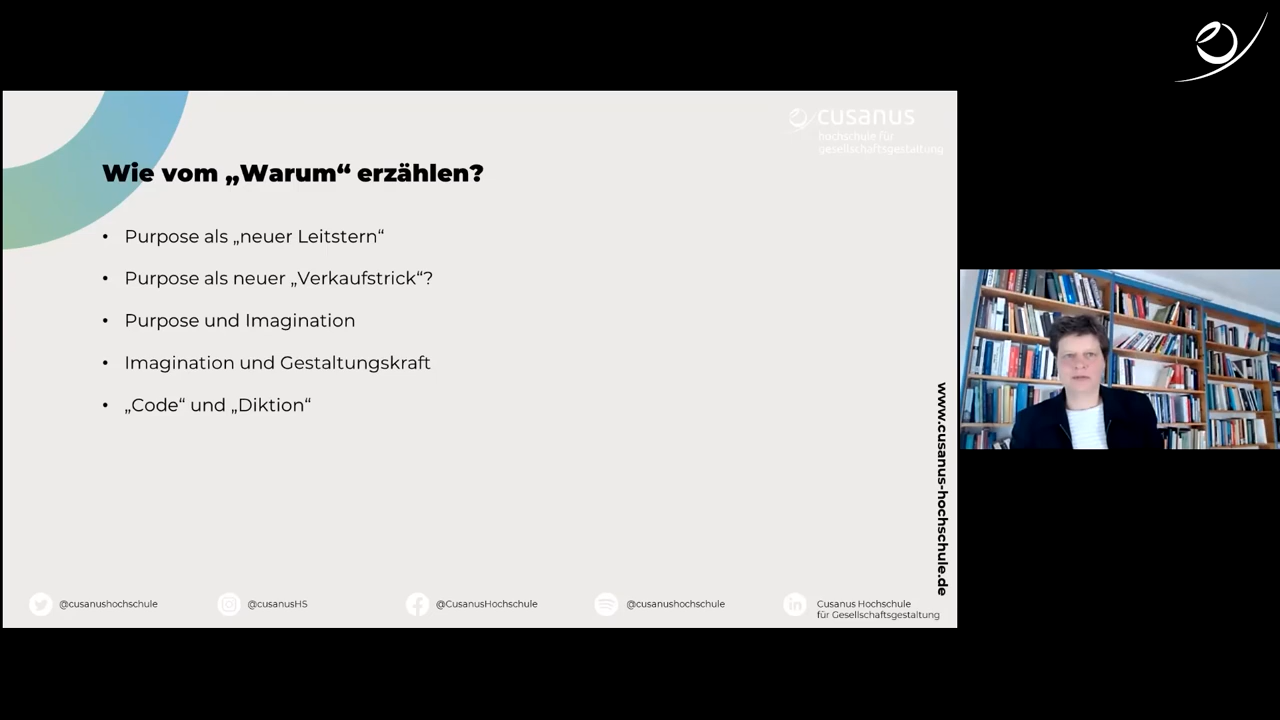 cusanus
hochschule für
gesellschaftsgestaltung
Wie vom „Warum“ erzählen?
• Purpose als „neuer Leitstern“
• Purpose als neuer „Verkaufstrick“?
• Purpose und Imagination
• Imagination und Gestaltungskraft
• „Code“ und „Diktion“
www.cusanus-hochschule.de
@cusanushochschule
@cusanusHS
@CusanusHochschule
@cusanushochschule
Cusanus Hochschule
für Gesellschaftsgestaltung